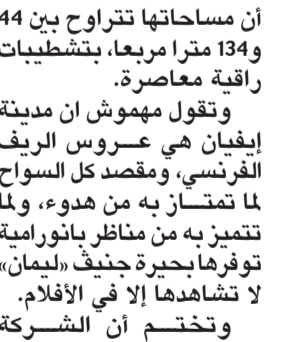 أن مساحاتها تتراوح بين 44
و134 مترا مربعا، بتشطيبات
راقية معاصرة.
وتقول مهموش ان مدينة
إيفيان هي عروس الريف
الفرنسي، ومقصد كل السواح
لما تمتاز به من هدوء، ولما
تتميز به من مناظر بانورامية
توفرها بحيرة جنيف «ليمان»
لا تشاهدها إلا في الأفلام.
وتختم أن الشركة